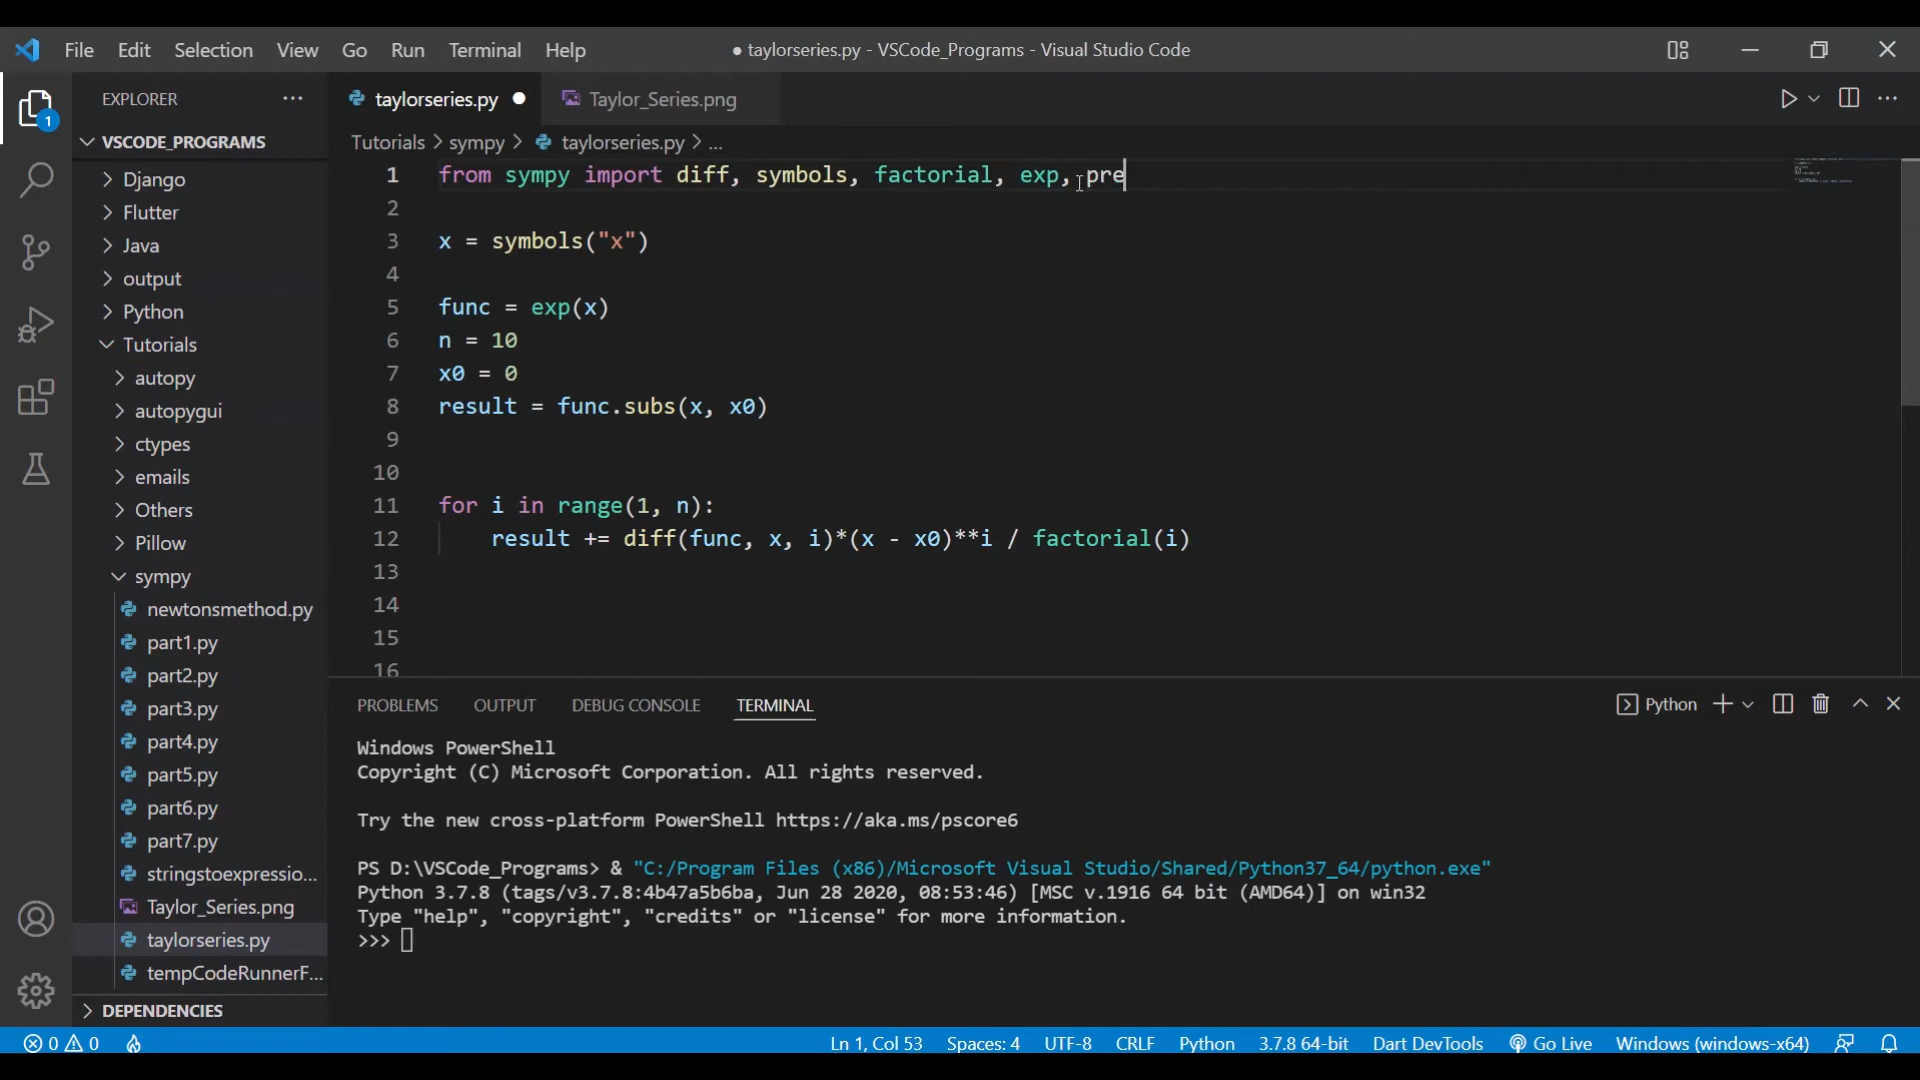 File Edit Selection View Go Run Terminal Help
● taylorseries.py - VSCode_Programs - Visual Studio Code
EXPLORER ...
taylorseries.py ●
Taylor_Series.png
VSCODE_PROGRAMS
Tutorials > sympy > taylorseries.py > ...
1
Django
Flutter
Java
output
Python
Tutorials
autopy
autopygui
ctypes
emails
Others
Pillow
sympy
newtonsmethod.py
part1.py
part2.py
part3.py
part4.py
part5.py
part6.py
part7.py
stringstoexpressio...
Taylor_Series.png
taylorseries.py
tempCodeRunnerF...
DEPENDENCIES
1 from sympy import diff, symbols, factorial, exp, pre
2
3 x = symbols("x")
4
5 func = exp(x)
6 n = 10
7 x0 = 0
8 result = func.subs(x, x0)
9
10
11 for i in range(1, n):
12 result += diff(func, x, i)*(x - x0)**i / factorial(i)
13
14
15
16
PROBLEMS OUTPUT DEBUG CONSOLE TERMINAL
Python
Windows PowerShell
Copyright (C) Microsoft Corporation. All rights reserved.
Try the new cross-platform PowerShell https://aka.ms/pscore6
PS D:\VSCode_Programs> & "C:/Program Files (x86)/Microsoft Visual Studio/Shared/Python37_64/python.exe"
Python 3.7.8 (tags/v3.7.8:4b47a5b6ba, Jun 28 2020, 08:53:46) [MSC v.1916 64 bit (AMD64)] on win32
Type "help", "copyright", "credits" or "license" for more information.
>>>
0 0 Ln 1, Col 53 Spaces: 4 UTF-8 CRLF Python 3.7.8 64-bit Dart DevTools Go Live Windows (windows-x64)